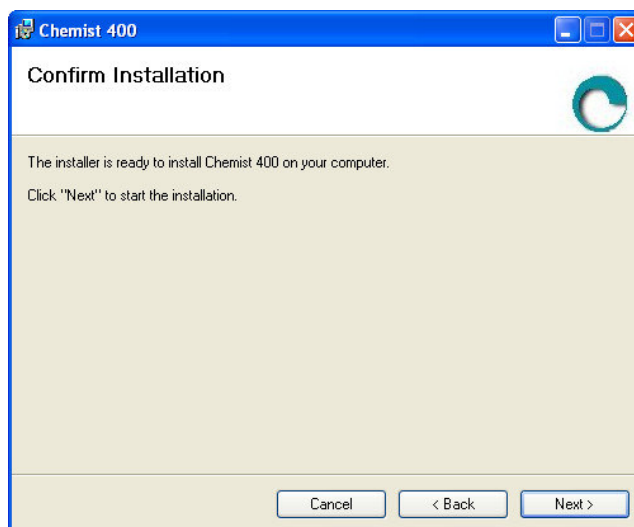 Chemist 400
Confirm Installation
The installer is ready to install Chemist 400 on your computer.
Click "Next" to start the installation.
Cancel
< Back
Next >